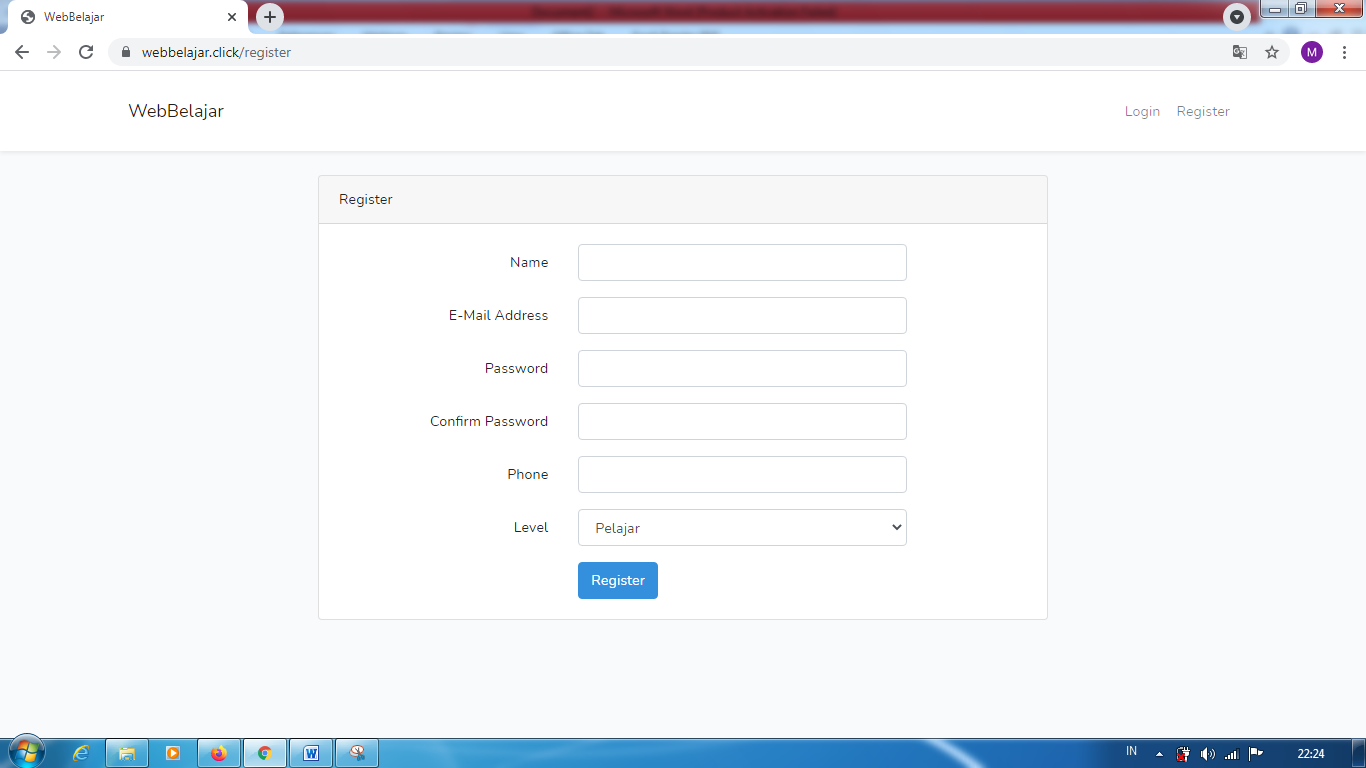 WebBelajar
webbelajar.click/register
M
WebBelajar
Login Register
Register
Name
E-Mail Address
Password
Confirm Password
Phone
Level Pelajar
Register
IN 22:24